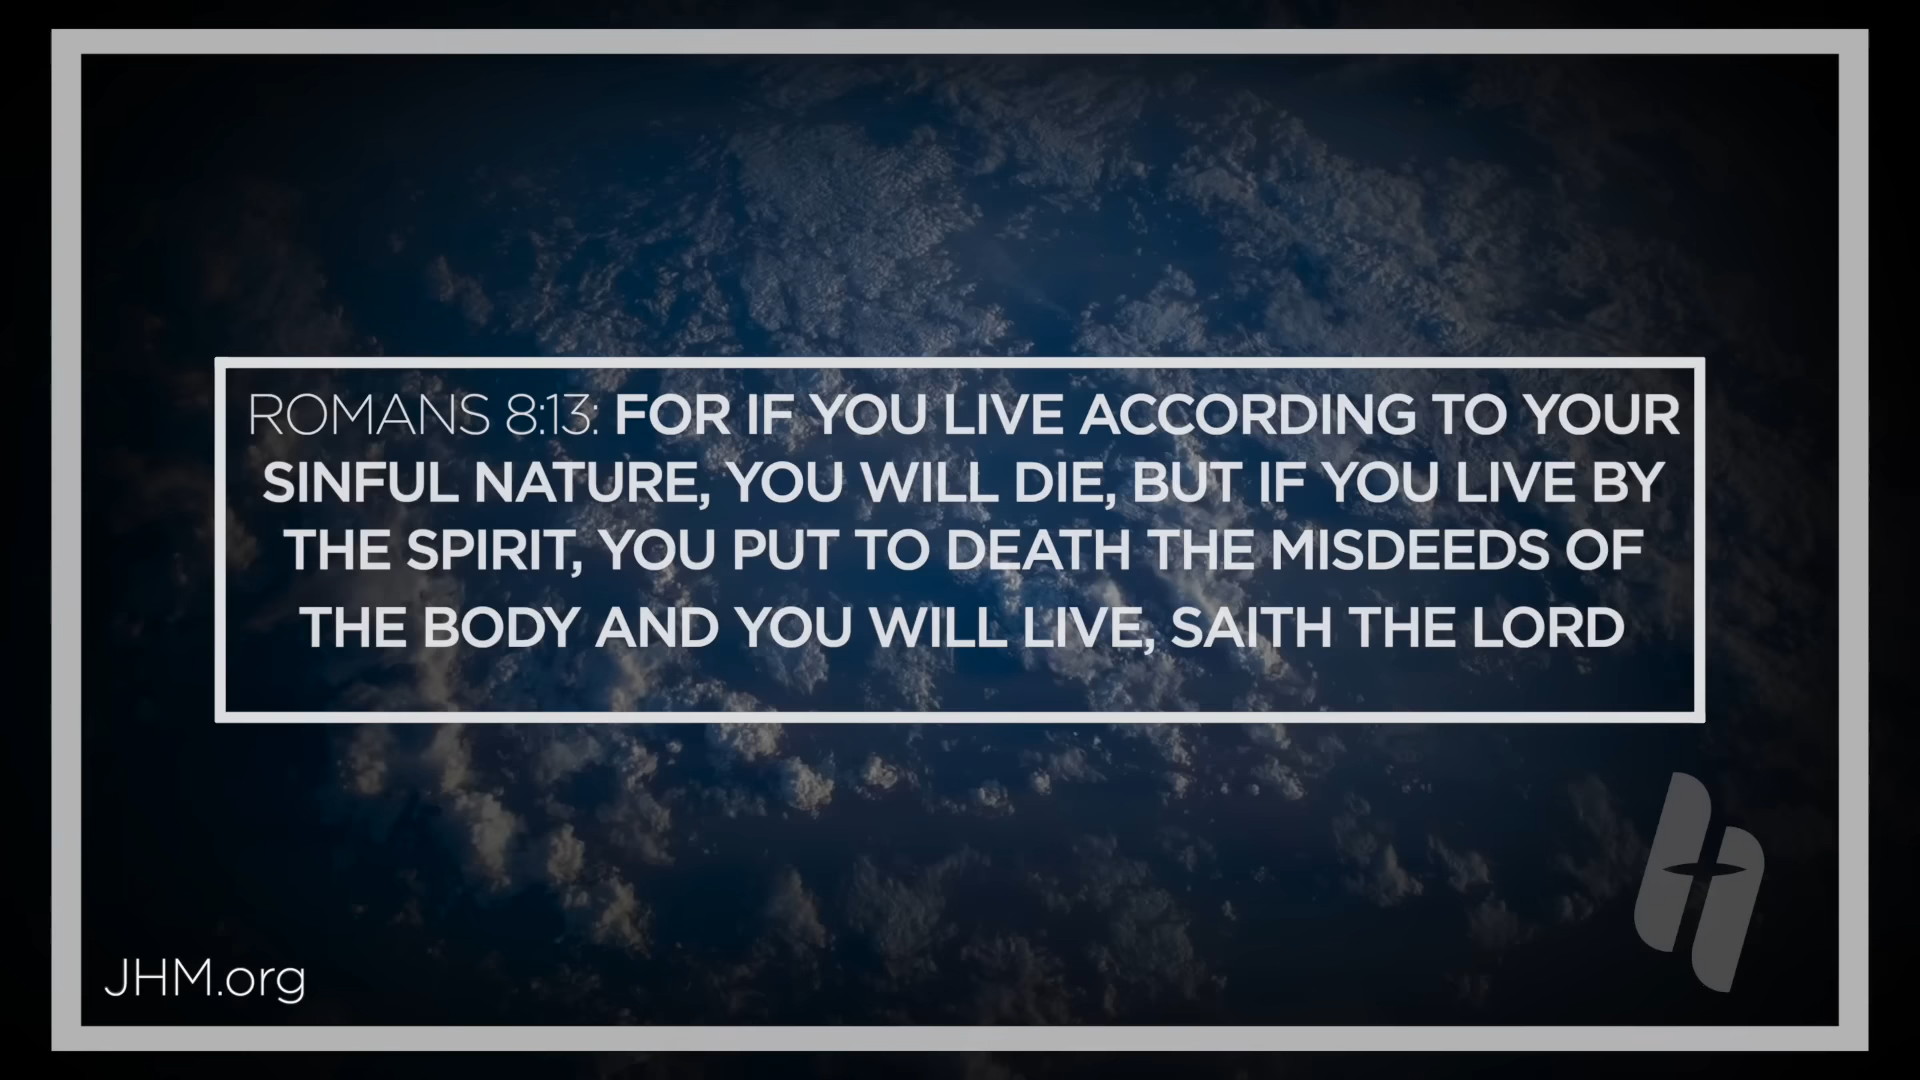 ROMANS 8:13: FOR IF YOU LIVE ACCORDING TO YOUR
SINFUL NATURE, YOU WILL DIE, BUT IF YOU LIVE BY
THE SPIRIT, YOU PUT TO DEATH THE MISDEEDS OF
THE BODY AND YOU WILL LIVE, SAITH THE LORD
JHM.org